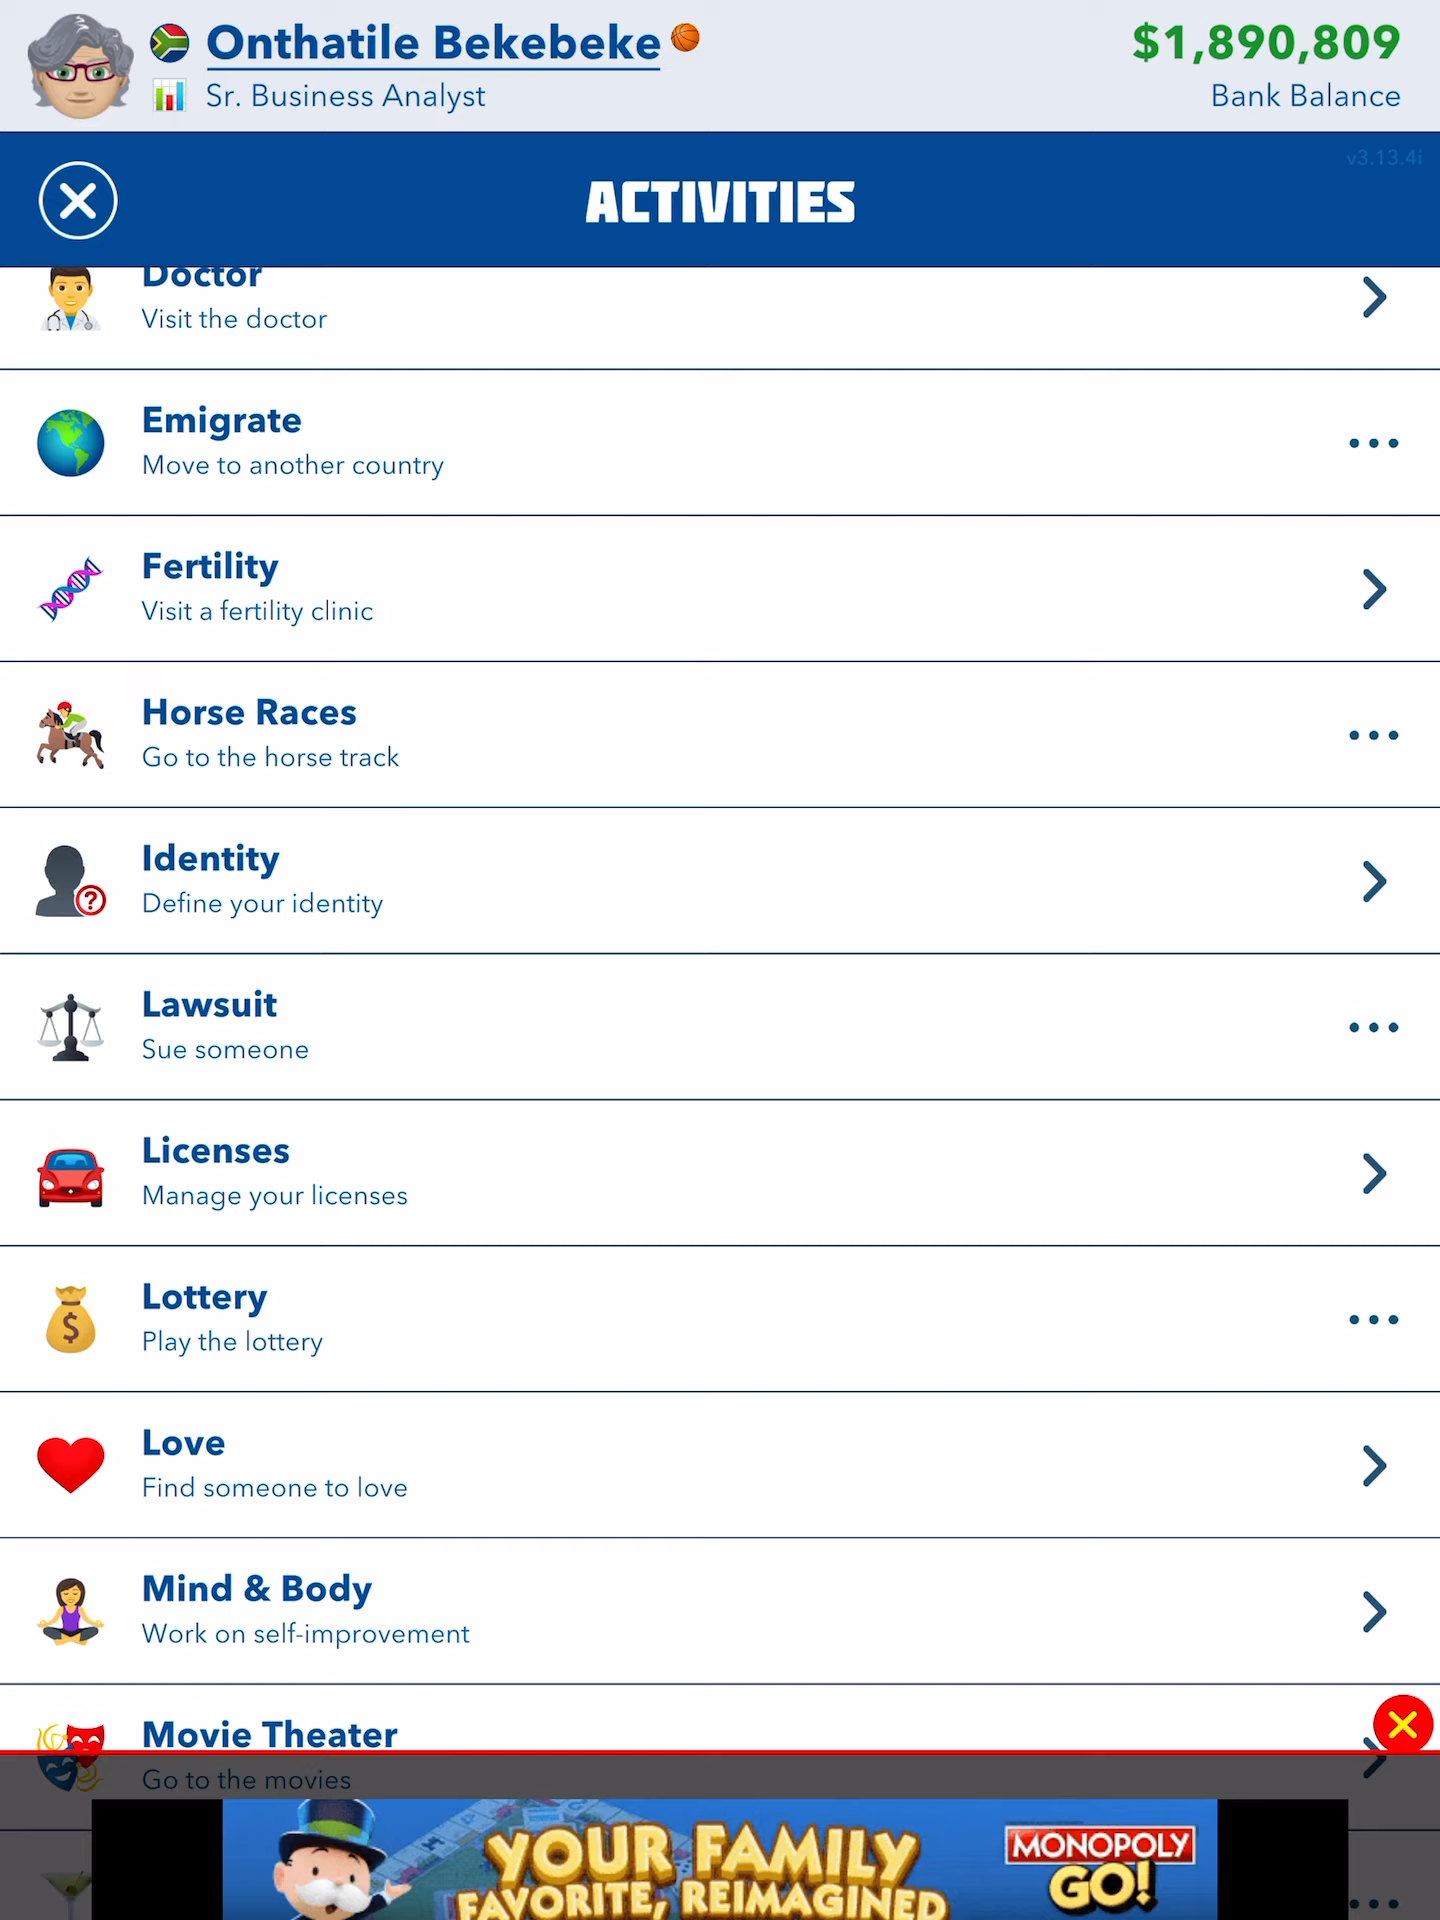 Onthatile Bekebeke
$1,890,809
Sr. Business Analyst
Bank Balance
v3.13.4i
ACTIVITIES
Doctor
Visit the doctor
Emigrate
Move to another country
Fertility
Visit a fertility clinic
Horse Races
Go to the horse track
Identity
Define your identity
Lawsuit
Sue someone
Licenses
Manage your licenses
Lottery
Play the lottery
Love
Find someone to love
Mind & Body
Work on self-improvement
Movie Theater
Go to the movies
YOUR FAMILY
FAVORITE, REIMAGINED
MONOPOLY
GO!